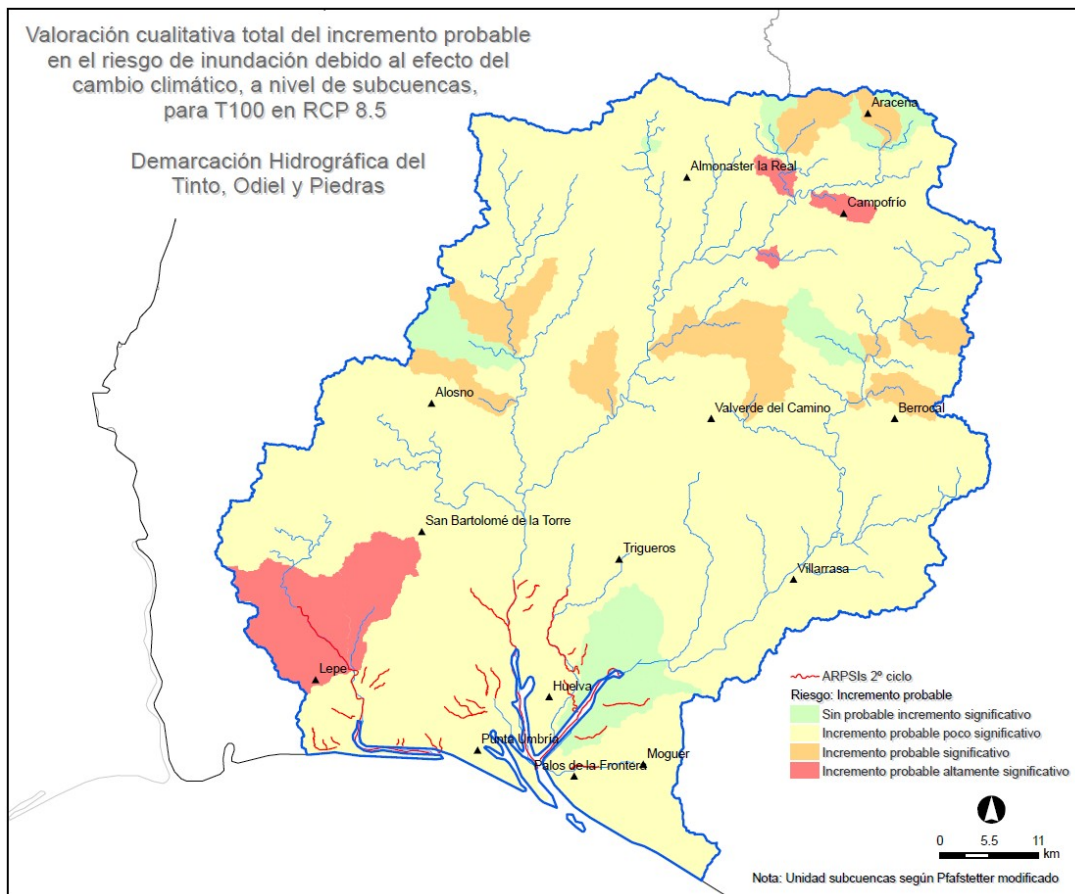 Valoración cualitativa total del incremento probable
en el riesgo de inundación debido al efecto del
cambio climático, a nivel de subcuencas,
para T100 en RCP 8.5
Demarcación Hidrográfica del
Tinto, Odiel y Piedras
Aracena
Almonaster la Real
Campofrío
Alosno
Valverde del Camino
Berrocal
San Bartolomé de la Torre
Trigueros
Villarrasa
Lepe
Huelva
Punta Umbría
Moguer
Palos de la Frontera
ARPSIs 2º ciclo
Riesgo: Incremento probable
Sin probable incremento significativo
Incremento probable poco significativo
Incremento probable significativo
Incremento probable altamente significativo
0 5.5 11
km
Nota: Unidad subcuencas según Pfafstetter modificado